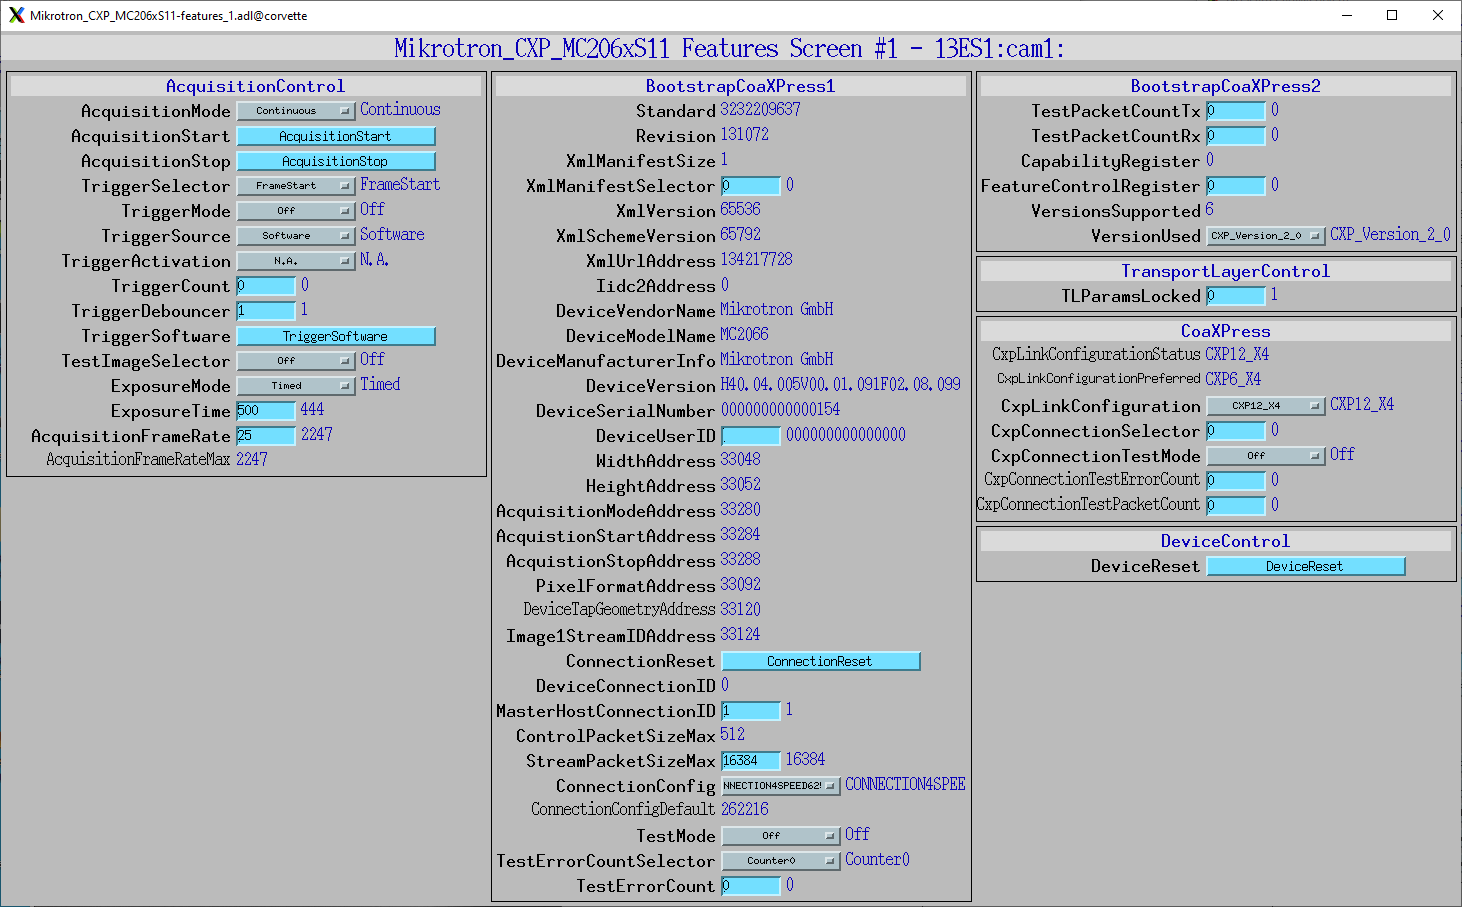 Mikrotron_CXP_MC206xS11-features_1.adl@corvette
Mikrotron_CXP_MC206xS11 Features Screen #1 - 13ES1:cam1:
AcquisitionControl
AcquisitionMode Continuous Continuous
AcquisitionStart AcquisitionStart
AcquisitionStop AcquisitionStop
TriggerSelector FrameStart FrameStart
TriggerMode Off Off
TriggerSource Software Software
TriggerActivation N.A. N.A.
TriggerCount 0 0
TriggerDebouncer 1 1
TriggerSoftware TriggerSoftware
TestImageSelector Off Off
ExposureMode Timed Timed
ExposureTime 500 444
AcquisitionFrameRate 25 2247
AcquisitionFrameRateMax 2247
BootstrapCoaXPress1
Standard 3232209637
Revision 131072
XmlManifestSize 1
XmlManifestSelector 0 0
XmlVersion 65536
XmlSchemeVersion 65792
XmlUrlAddress 134217728
Iidc2Address 0
DeviceVendorName Mikrotron GmbH
DeviceModelName MC2066
DeviceManufacturerInfo Mikrotron GmbH
DeviceVersion H40.04.005V00.01.091F02.08.099
DeviceSerialNumber 000000000000154
DeviceUserID 000000000000000
WidthAddress 33048
HeightAddress 33052
AcquisitionModeAddress 33280
AcquistionStartAddress 33284
AcquistionStopAddress 33288
PixelFormatAddress 33092
DeviceTapGeometryAddress 33120
Image1StreamIDAddress 33124
ConnectionReset ConnectionReset
DeviceConnectionID 0
MasterHostConnectionID 1 1
ControlPacketSizeMax 512
StreamPacketSizeMax 16384 16384
ConnectionConfig NNECTION4SPEED62! CONNECTION4SPEE
ConnectionConfigDefault 262216
TestMode Off Off
TestErrorCountSelector Counter0 Counter0
TestErrorCount 0 0
BootstrapCoaXPress2
TestPacketCountTx 0 0
TestPacketCountRx 0 0
CapabilityRegister 0
FeatureControlRegister 0 0
VersionsSupported 6
VersionUsed CXP_Version_2_0 CXP_Version_2_0
TransportLayerControl
TLParamsLocked 0 1
CoaXPress
CxpLinkConfigurationStatus CXP12_X4
CxpLinkConfigurationPreferred CXP6_X4
CxpLinkConfiguration CXP12_X4 CXP12_X4
CxpConnectionSelector 0 0
CxpConnectionTestMode Off Off
CxpConnectionTestErrorCount 0 0
CxpConnectionTestPacketCount 0 0
DeviceControl
DeviceReset DeviceReset